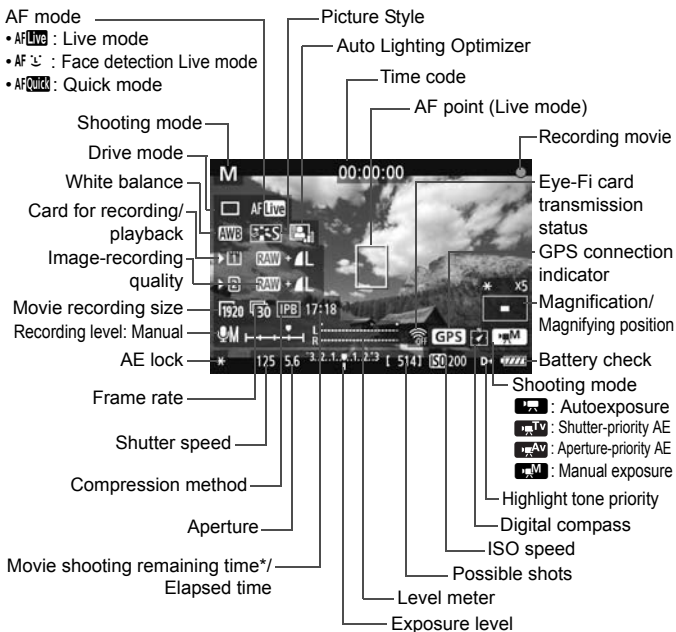 AF mode
• AF Live : Live mode
• AF : Face detection Live mode
• AF Quick : Quick mode
Picture Style
Auto Lighting Optimizer
Time code
AF point (Live mode)
Shooting mode
Recording movie
Drive mode
White balance
Card for recording/
playback
Image-recording
quality
Movie recording size
Recording level: Manual
AE lock
M
00:00:00
AF Live
AWB
S
1 RAW + L
2 RAW + L
1920 30 IPB 17:18
M
L
R
OFF GPS M
* x5
* 125 5.6 -3..2..1..▼..1..2..+3 [ 514] ISO 200 D+
Eye-Fi card
transmission
status
GPS connection
indicator
Magnification/
Magnifying position
Battery check
Shooting mode
: Autoexposure
Tv : Shutter-priority AE
Av : Aperture-priority AE
M : Manual exposure
Frame rate
Shutter speed
Compression method
Aperture
Movie shooting remaining time*/
Elapsed time
Highlight tone priority
Digital compass
ISO speed
Possible shots
Level meter
Exposure level